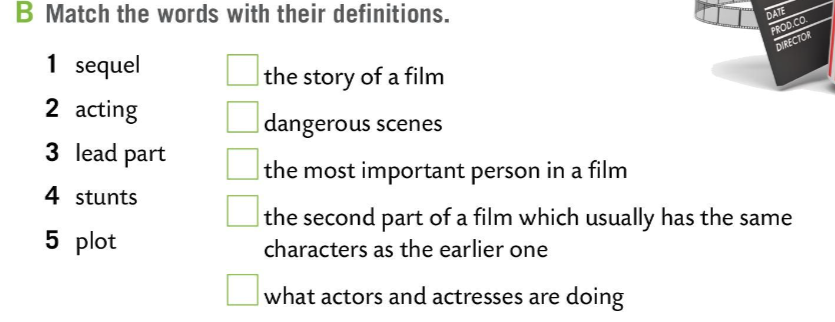 B Match the words with their definitions.
DATE
PROD.CO.
DIRECTOR
1 sequel
2 acting
3 lead part
4 stunts
5 plot
the story of a film
dangerous scenes
the most important person in a film
the second part of a film which usually has the same
characters as the earlier one
what actors and actresses are doing